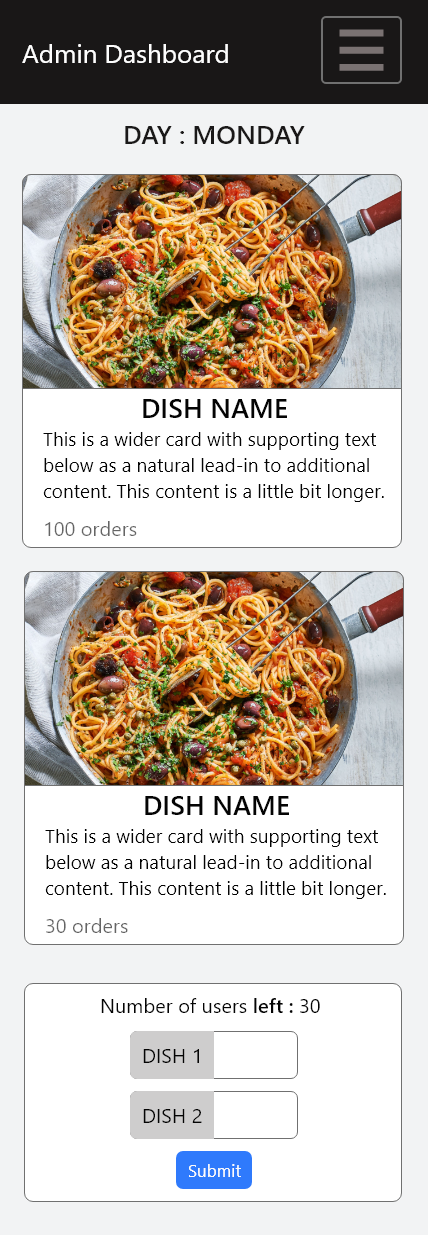 Admin Dashboard
DAY : MONDAY
DISH NAME
This is a wider card with supporting text
below as a natural lead-in to additional
content. This content is a little bit longer.
100 orders
DISH NAME
This is a wider card with supporting text
below as a natural lead-in to additional
content. This content is a little bit longer.
30 orders
Number of users left : 30
DISH 1
DISH 2
Submit